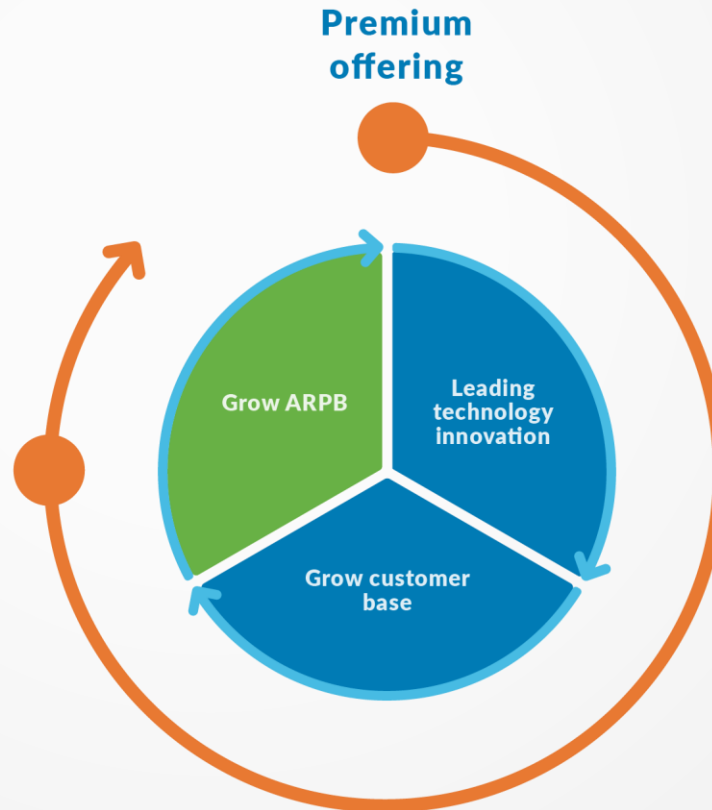 Premium
offering
Grow ARPB
Leading
technology
innovation
Grow customer
base